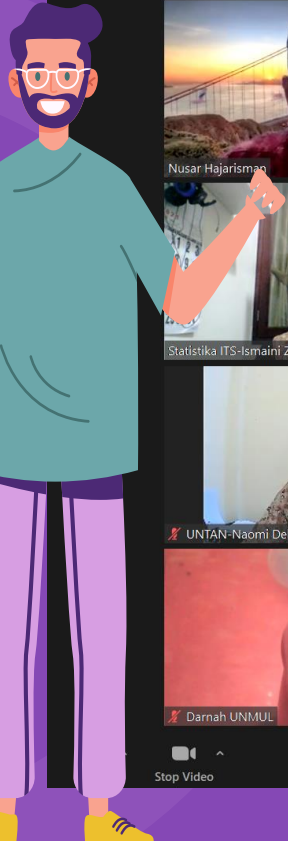 Nusar Hajarisman
Statistika ITS-Ismaini Z
UNTAN-Naomi De
Darnah UNMUL
Stop Video